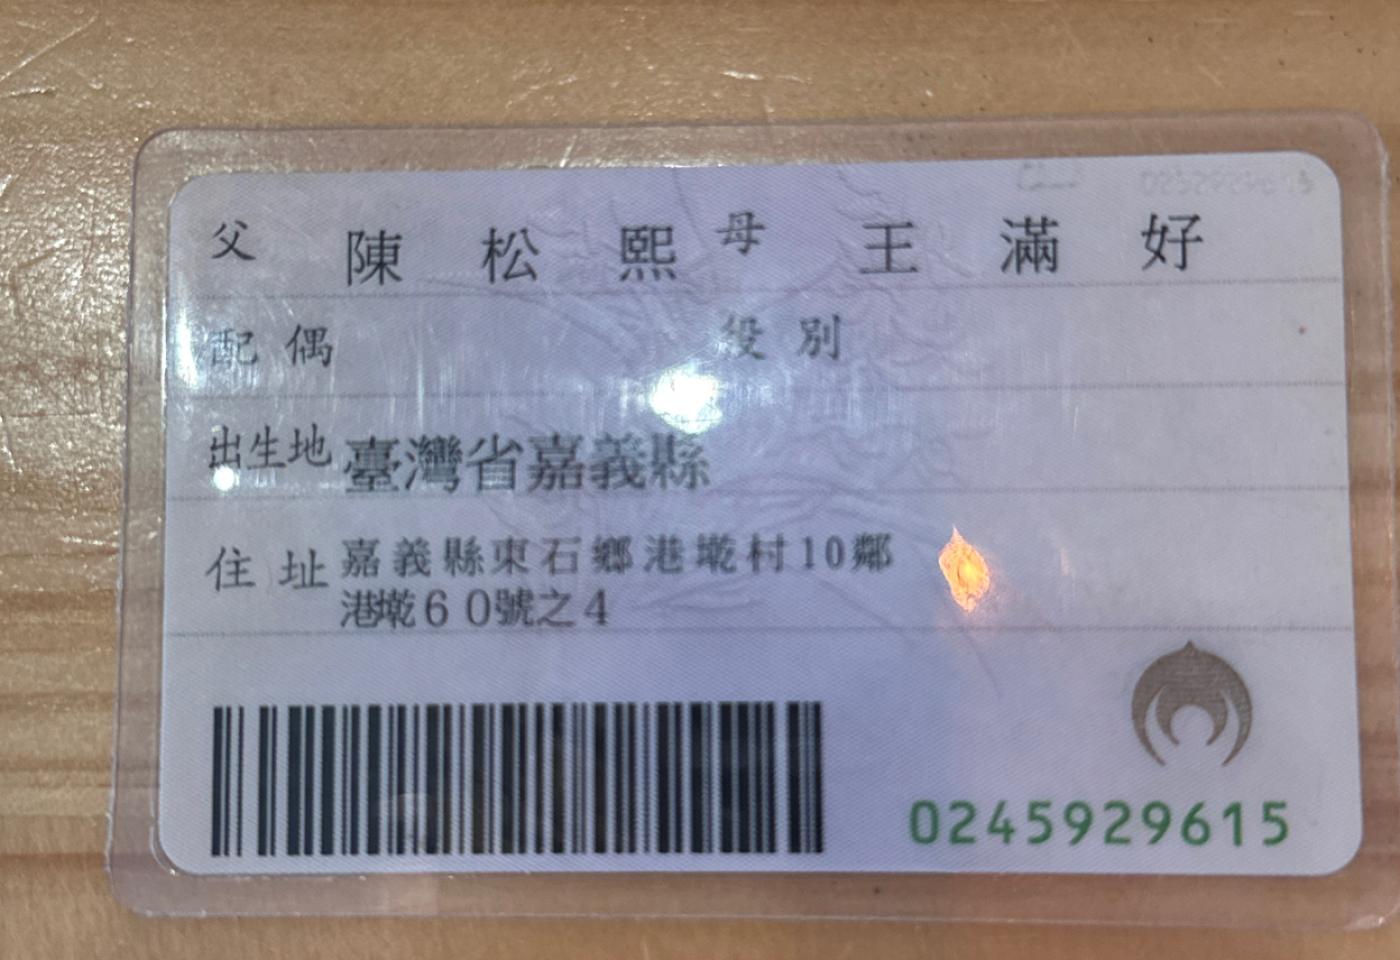 父 陳松熙 母 王滿好
配偶 役別
出生地 臺灣省嘉義縣
住址 嘉義縣東石鄉港墘村10鄰
港墘60號之4
0245929615